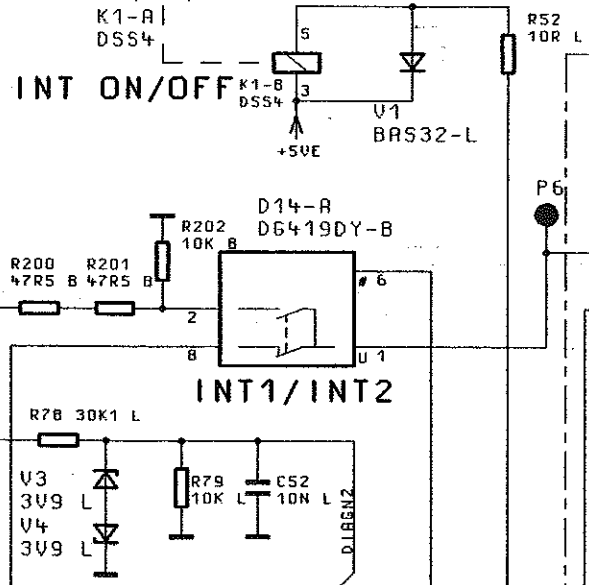 K1-A
DSS4
5
R52
10R L
INT ON/OFF
K1-B
DSS4
3
V1
BAS32-L
+5VE
P6
D14-A
DG419DY-B
R202
10K B
R200
47R5 B
R201
47R5 B
# 6
2
8
U 1
INT1/INT2
R78 30K1 L
V3
3V9 L
V4
3V9 L
R79
10K L
C52
10N L
DIAGN2